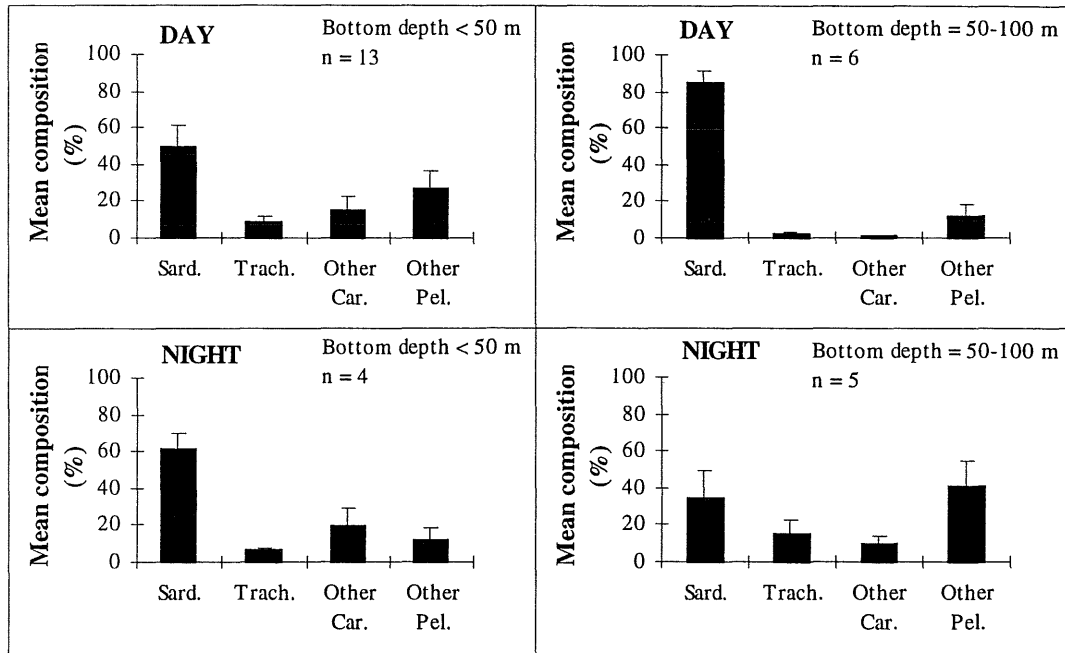 DAY
Bottom depth < 50 m
n = 13
Mean composition
(%)
100
80
60
40
20
0
Sard.
Trach.
Other
Car.
Other
Pel.
DAY
Bottom depth = 50-100 m
n = 6
Mean composition
(%)
100
80
60
40
20
0
Sard.
Trach.
Other
Car.
Other
Pel.
NIGHT
Bottom depth < 50 m
n = 4
Mean composition
(%)
100
80
60
40
20
0
Sard.
Trach.
Other
Car.
Other
Pel.
NIGHT
Bottom depth = 50-100 m
n = 5
Mean composition
(%)
100
80
60
40
20
0
Sard.
Trach.
Other
Car.
Other
Pel.